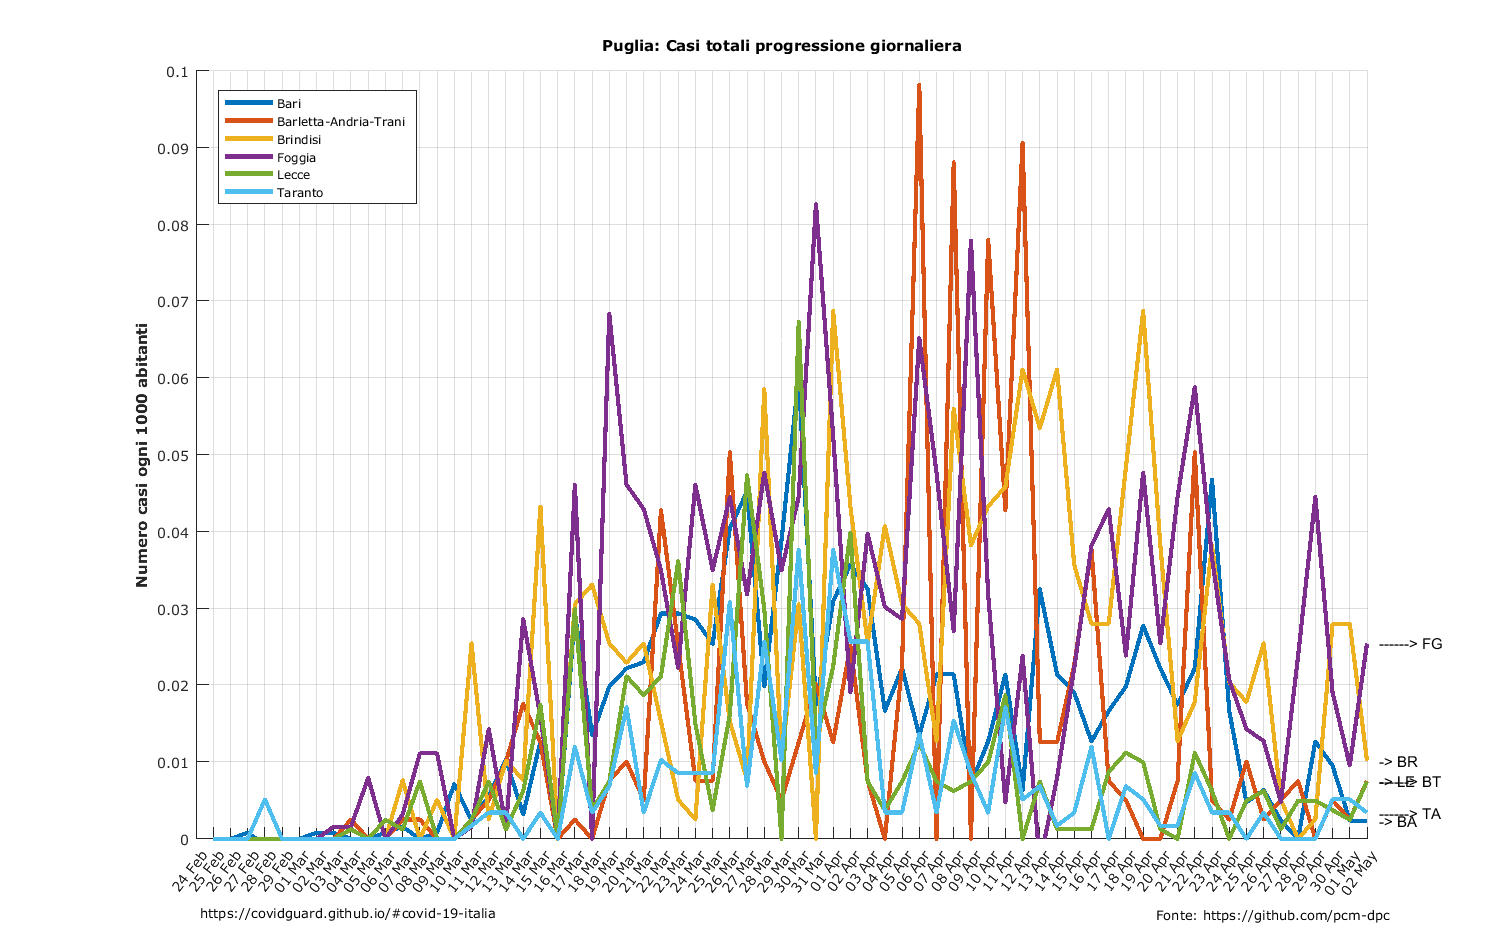 Puglia: Casi totali progressione giornaliera
Numero casi ogni 1000 abitanti
0.1
0.09
0.08
0.07
0.06
0.05
0.04
0.03
0.02
0.01
0
Bari
Barletta-Andria-Trani
Brindisi
Foggia
Lecce
Taranto
------> FG
-> BR
-> LE
------> BT
------> TA
-> BA
24 Feb
25 Feb
26 Feb
27 Feb
28 Feb
29 Feb
01 Mar
02 Mar
03 Mar
04 Mar
05 Mar
06 Mar
07 Mar
08 Mar
09 Mar
10 Mar
11 Mar
12 Mar
13 Mar
14 Mar
15 Mar
16 Mar
17 Mar
18 Mar
19 Mar
20 Mar
21 Mar
22 Mar
23 Mar
24 Mar
25 Mar
26 Mar
27 Mar
28 Mar
29 Mar
30 Mar
31 Mar
01 Apr
02 Apr
03 Apr
04 Apr
05 Apr
06 Apr
07 Apr
08 Apr
09 Apr
10 Apr
11 Apr
12 Apr
13 Apr
14 Apr
15 Apr
16 Apr
17 Apr
18 Apr
19 Apr
20 Apr
21 Apr
22 Apr
23 Apr
24 Apr
25 Apr
26 Apr
27 Apr
28 Apr
29 Apr
30 Apr
01 May
02 May
https://covidguard.github.io/#covid-19-italia
Fonte: https://github.com/pcm-dpc